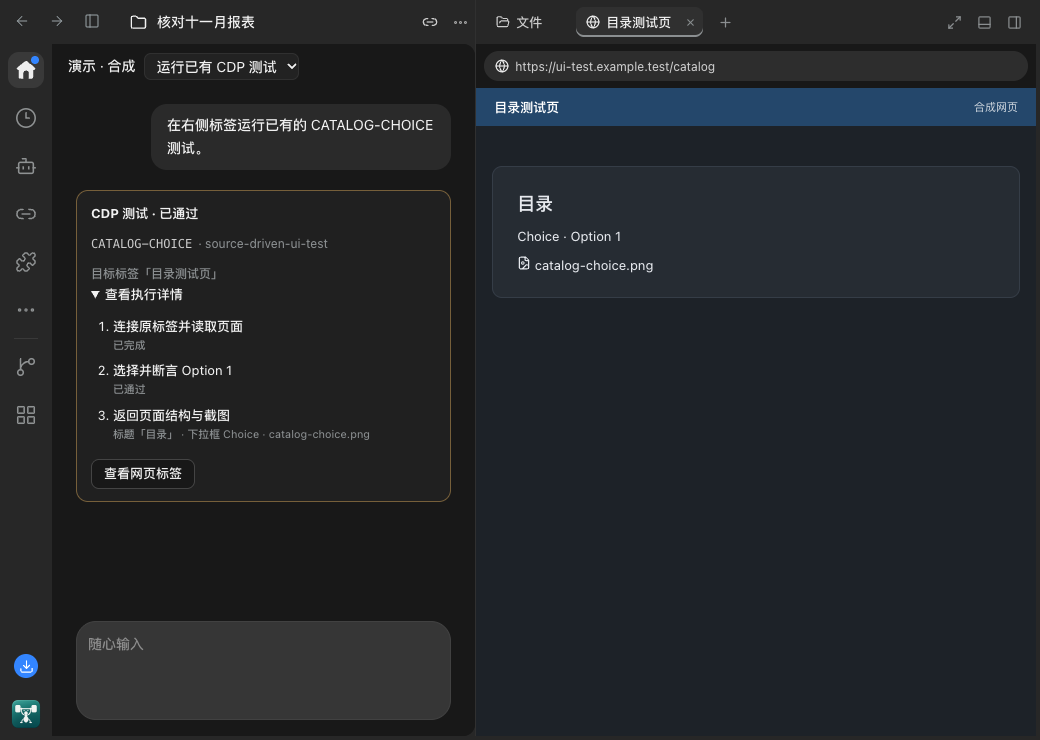 核对十一月报表
文件
目录测试页
演示 · 合成
运行已有 CDP 测试
https://ui-test.example.test/catalog
目录测试页
合成网页
在右侧标签运行已有的 CATALOG-CHOICE
测试。
CDP 测试 · 已通过
CATALOG-CHOICE · source-driven-ui-test
目标标签「目录测试页」
查看执行详情
1. 连接原标签并读取页面
已完成
2. 选择并断言 Option 1
已通过
3. 返回页面结构与截图
标题「目录」 · 下拉框 Choice · catalog-choice.png
查看网页标签
目录
Choice · Option 1
catalog-choice.png
随心输入